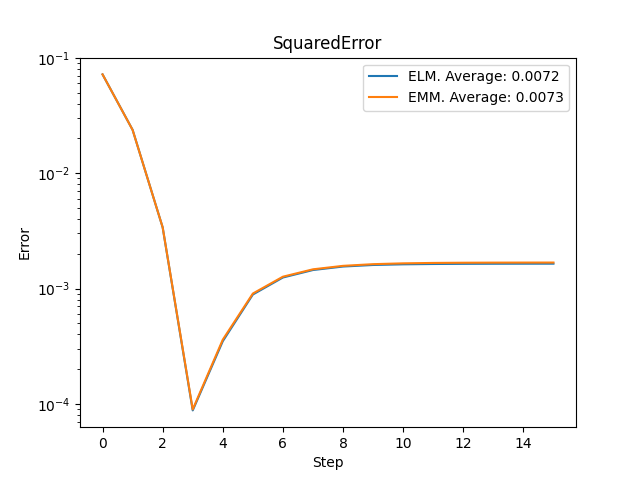 SquaredError
ELM. Average: 0.0072
EMM. Average: 0.0073
Error
10⁻¹
10⁻²
10⁻³
10⁻⁴
0 2 4 6 8 10 12 14
Step